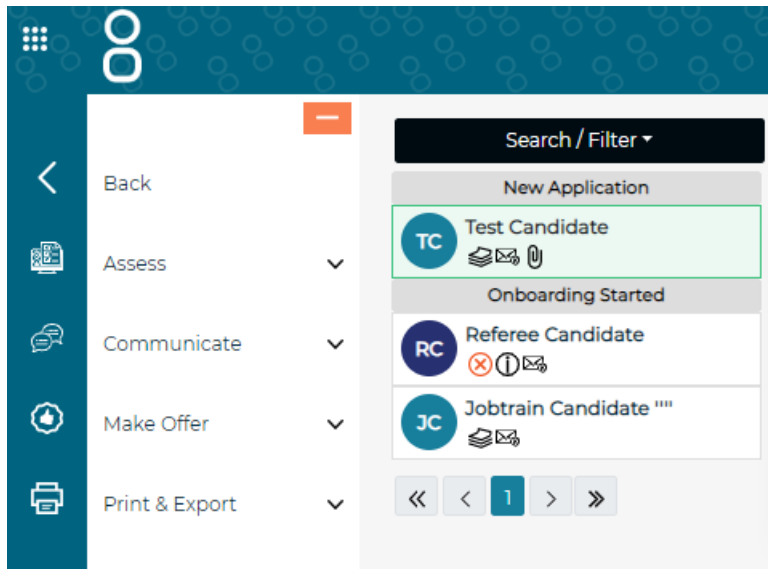 Back
Assess
Communicate
Make Offer
Print & Export
Search / Filter
New Application
TC
Test Candidate
Onboarding Started
RC
Referee Candidate
JC
Jobtrain Candidate ""
1